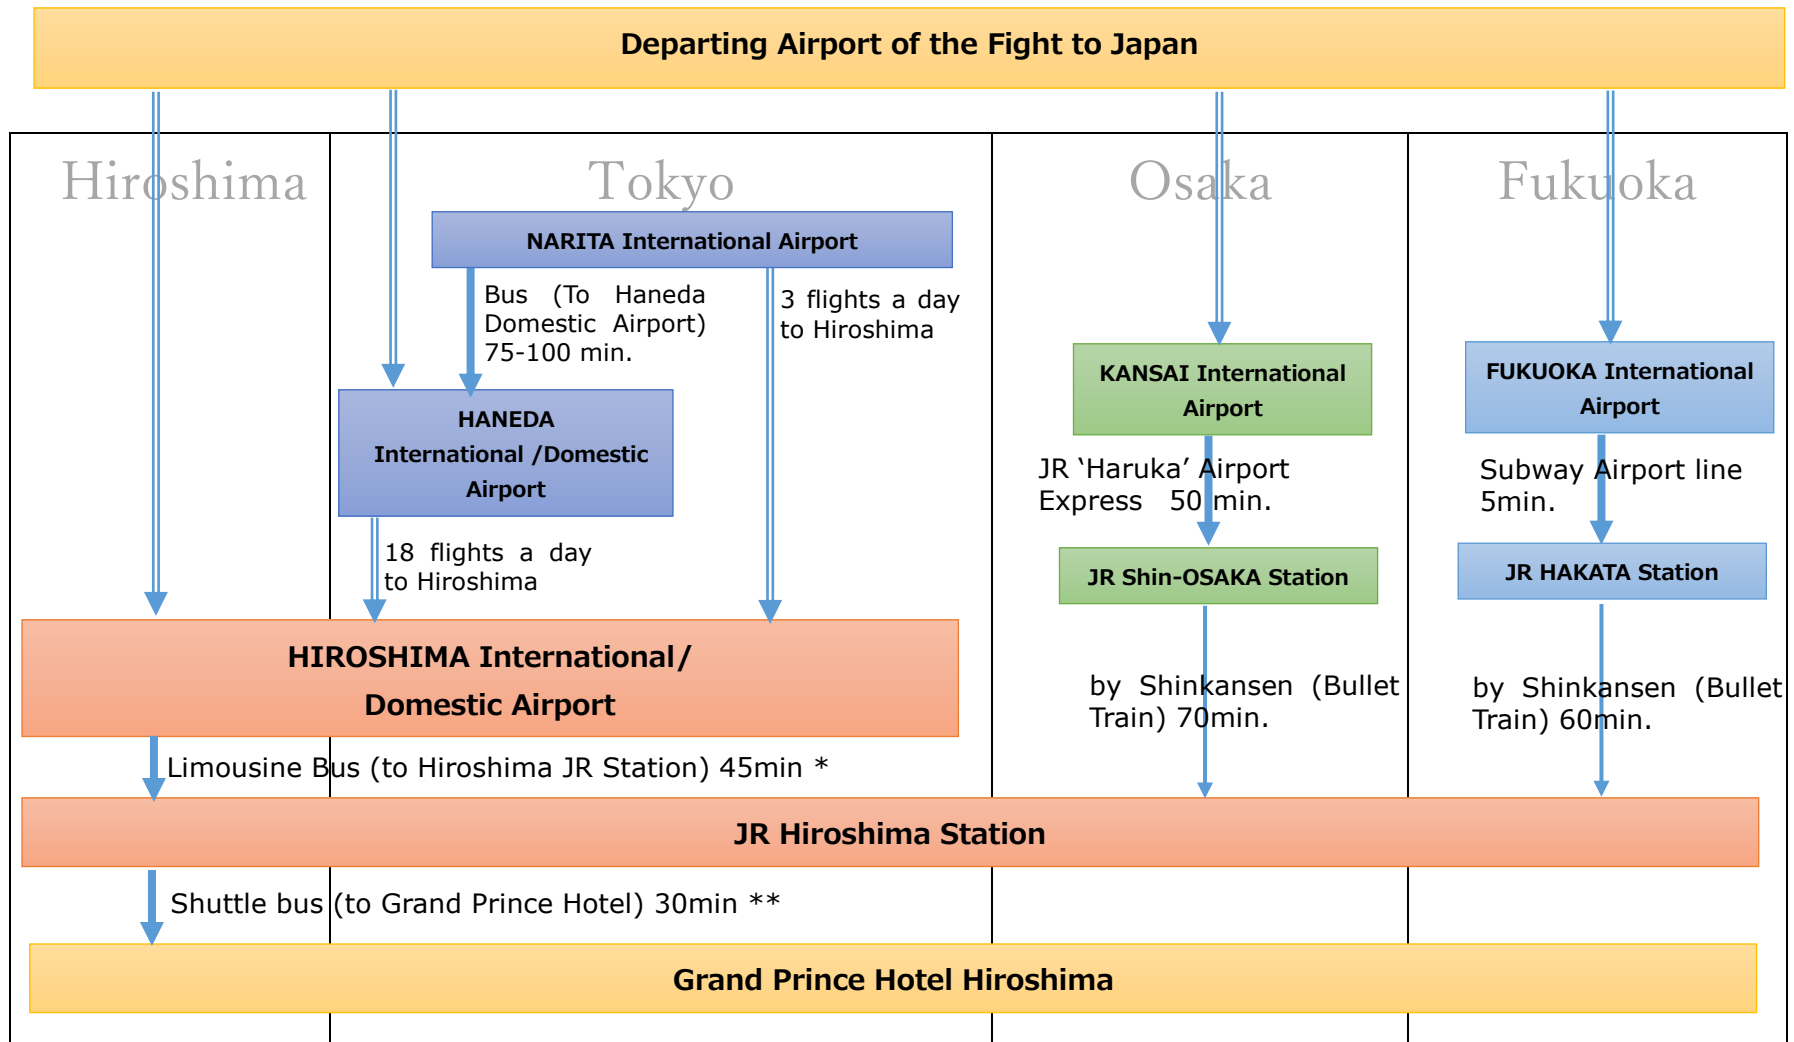 Departing Airport of the Fight to Japan
Hiroshima
Tokyo
Osaka
Fukuoka
NARITA International Airport
Bus (To Haneda
Domestic Airport)
75-100 min.
3 flights a day
to Hiroshima
HANEDA
International /Domestic
Airport
KANSAI International
Airport
FUKUOKA International
Airport
JR ‘Haruka’ Airport
Express 50 min.
Subway Airport line
5min.
18 flights a day
to Hiroshima
JR Shin-OSAKA Station
JR HAKATA Station
HIROSHIMA International/
Domestic Airport
by Shinkansen (Bullet
Train) 70min.
by Shinkansen (Bullet
Train) 60min.
Limousine Bus (to Hiroshima JR Station) 45min *
JR Hiroshima Station
Shuttle bus (to Grand Prince Hotel) 30min **
Grand Prince Hotel Hiroshima